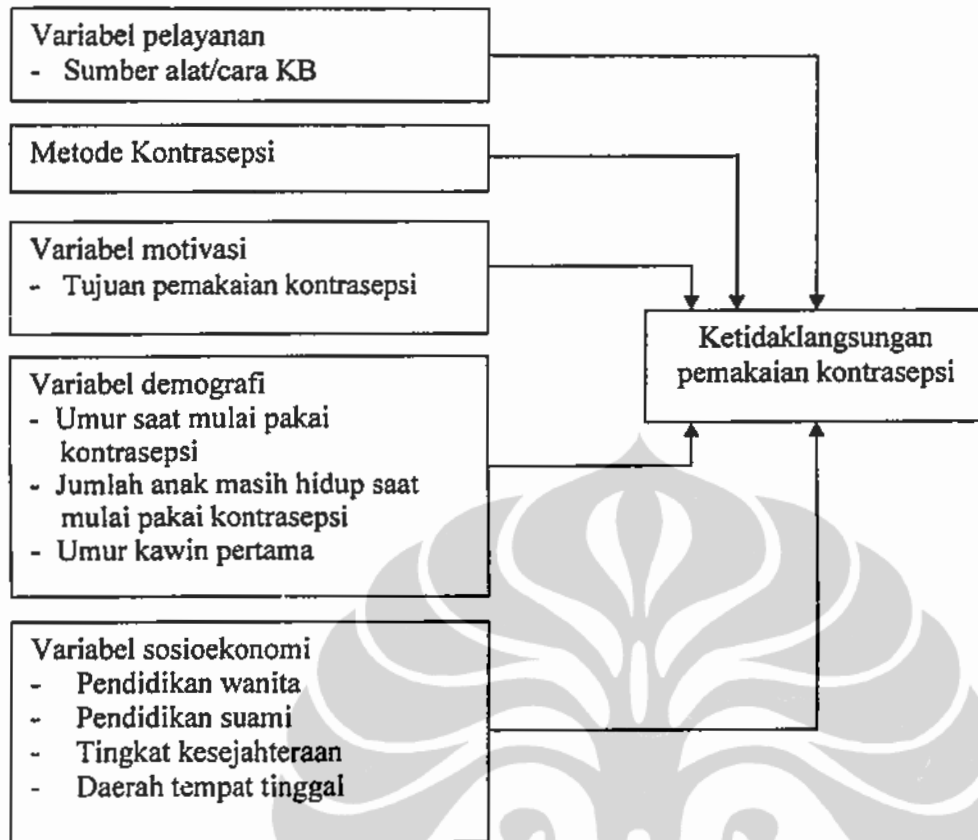 Variabel pelayanan
- Sumber alat/cara KB
Metode Kontrasepsi
Variabel motivasi
- Tujuan pemakaian kontrasepsi
Variabel demografi
- Umur saat mulai pakai
kontrasepsi
- Jumlah anak masih hidup saat
mulai pakai kontrasepsi
- Umur kawin pertama
Variabel sosioekonomi
- Pendidikan wanita
- Pendidikan suami
- Tingkat kesejahteraan
- Daerah tempat tinggal
Ketidaklangsungan
pemakaian kontrasepsi